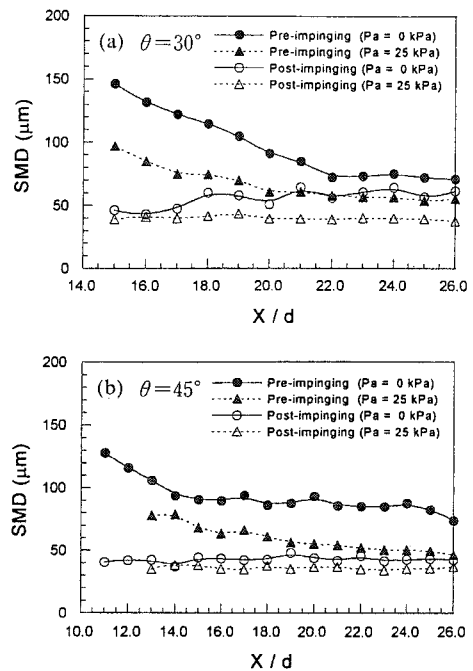 200
(a) θ=30°
Pre-impinging (Pa = 0 kPa)
Pre-impinging (Pa = 25 kPa)
Post-impinging (Pa = 0 kPa)
Post-impinging (Pa = 25 kPa)
150
100
50
0
SMD (μm)
14.0 16.0 18.0 20.0 22.0 24.0 26.0
X / d
200
(b) θ=45°
Pre-impinging (Pa = 0 kPa)
Pre-impinging (Pa = 25 kPa)
Post-impinging (Pa = 0 kPa)
Post-impinging (Pa = 25 kPa)
150
100
50
0
SMD (μm)
10.0 12.0 14.0 16.0 18.0 20.0 22.0 24.0 26.0
X / d